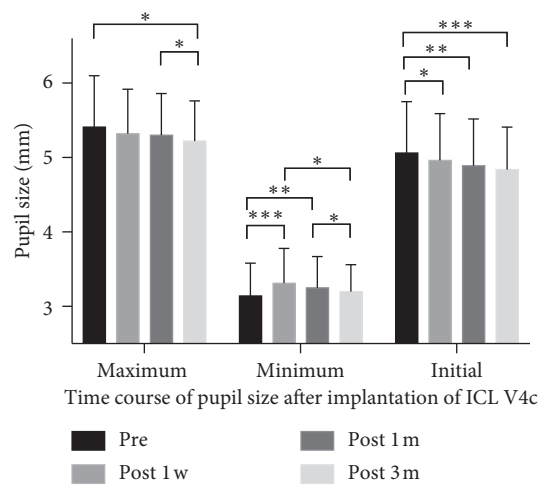 *
*
***
**
*
6
5
4
3
Pupil size (mm)
*
**
***
*
Maximum Minimum Initial
Time course of pupil size after implantation of ICL V4c
Pre Post 1 m
Post 1 w Post 3 m